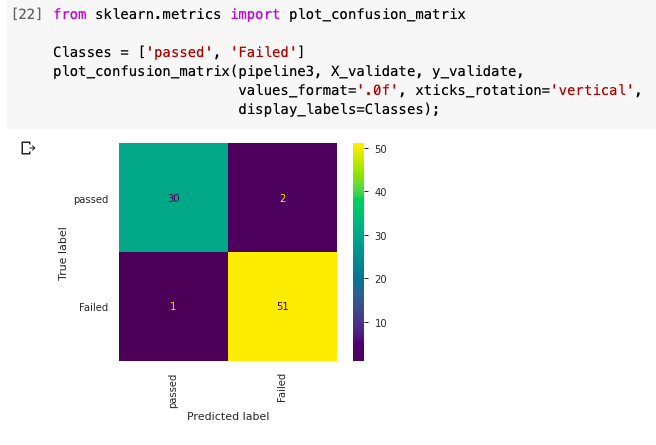 [22] from sklearn.metrics import plot_confusion_matrix
Classes = ['passed', 'Failed']
plot_confusion_matrix(pipeline3, X_validate, y_validate,
values_format='.0f', xticks_rotation='vertical',
display_labels=Classes);
50
40
30
20
10
passed
30
2
True label
Failed
1
51
passed
Failed
Predicted label